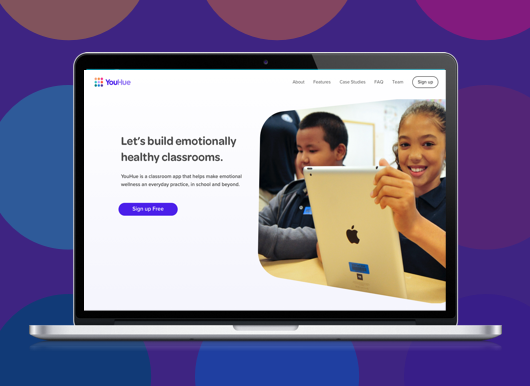 YouHue
About Features Case Studies FAQ Team Sign up
Let's build emotionally
healthy classrooms.
YouHue is a classroom app that helps make emotional
wellness an everyday practice, in school and beyond.
Sign up Free